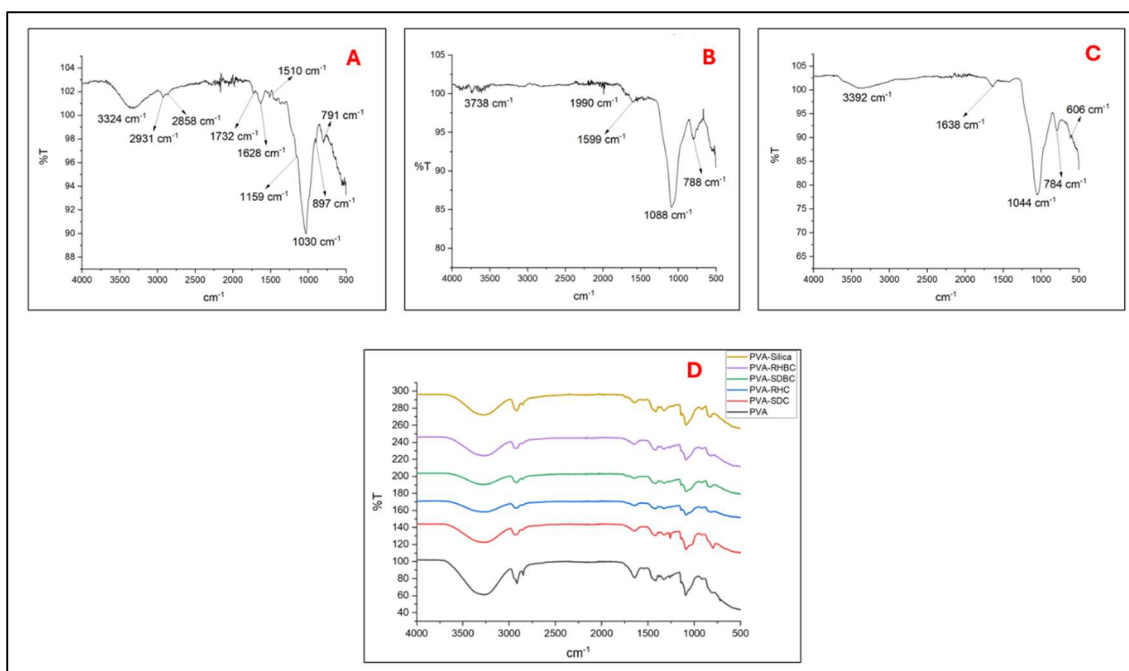 A
104
102
100
98
96
94
92
90
%T
3324 cm⁻¹
2931 cm⁻¹
2858 cm⁻¹
1732 cm⁻¹
1628 cm⁻¹
1510 cm⁻¹
791 cm⁻¹
1159 cm⁻¹
897 cm⁻¹
1030 cm⁻¹
4000 3500 3000 2500 2000 1500 1000 500
cm⁻¹
B
105
100
95
90
85
80
75
%T
3738 cm⁻¹
1990 cm⁻¹
1599 cm⁻¹
788 cm⁻¹
1088 cm⁻¹
4000 3500 3000 2500 2000 1500 1000 500
cm⁻¹
C
105
100
95
90
85
80
75
70
65
%T
3392 cm⁻¹
1638 cm⁻¹
606 cm⁻¹
784 cm⁻¹
1044 cm⁻¹
4000 3500 3000 2500 2000 1500 1000 500
cm⁻¹
D
PVA-Silica
PVA-RHBC
PVA-SDBC
PVA-RHC
PVA-SDC
PVA
300
280
260
240
220
200
180
160
140
120
100
80
60
40
%T
4000 3500 3000 2500 2000 1500 1000 500
cm⁻¹